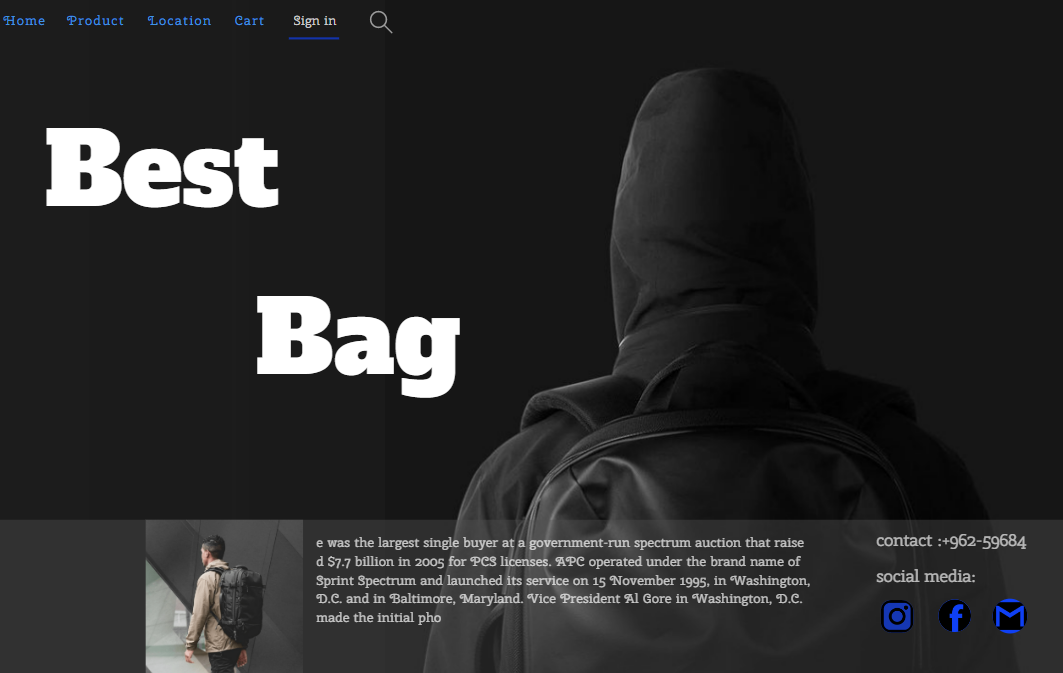 Home Product Location Cart Sign in
Best
Bag
e was the largest single buyer at a government-run spectrum auction that raise
d $7.7 billion in 2005 for PCS licenses. APC operated under the brand name of
Sprint Spectrum and launched its service on 15 November 1995, in Washington,
D.C. and in Baltimore, Maryland. Vice President Al Gore in Washington, D.C.
made the initial pho
contact :+962-59684
social media: